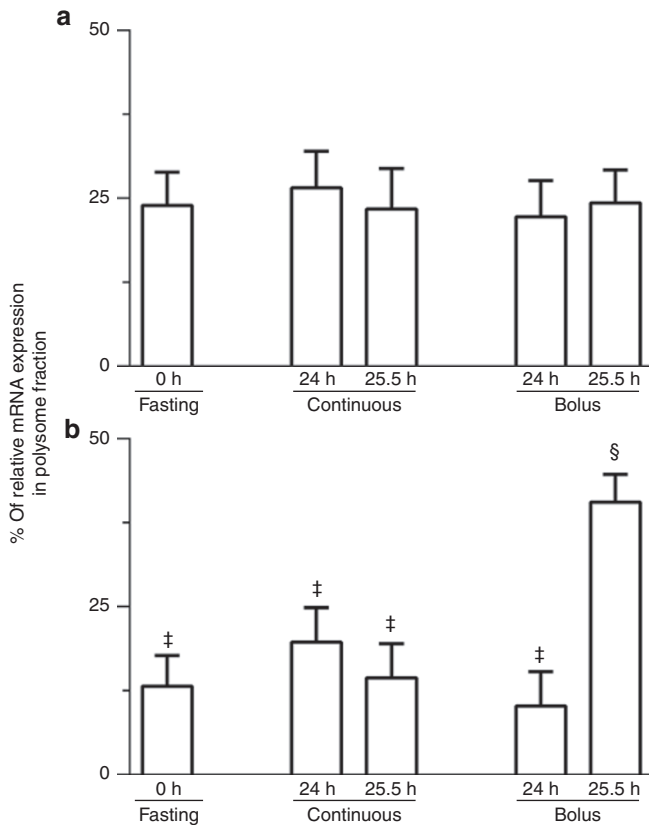 a
50
25
0
0 h 24 h 25.5 h 24 h 25.5 h
Fasting Continuous Bolus
% Of relative mRNA expression
in polysome fraction
b
50
§
‡ ‡ ‡ ‡
25
0
0 h 24 h 25.5 h 24 h 25.5 h
Fasting Continuous Bolus